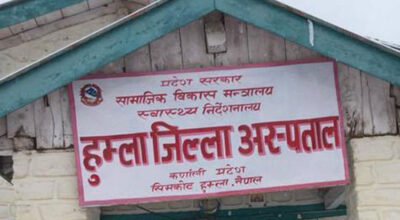 प्रदेश सरकार
सामाजिक विकास मन्त्रालय
स्वास्थ्य निर्देशनालय
हुम्ला जिल्ला अस्पताल
कर्णाली प्रदेश
सिमकोट हुम्ला, नेपाल